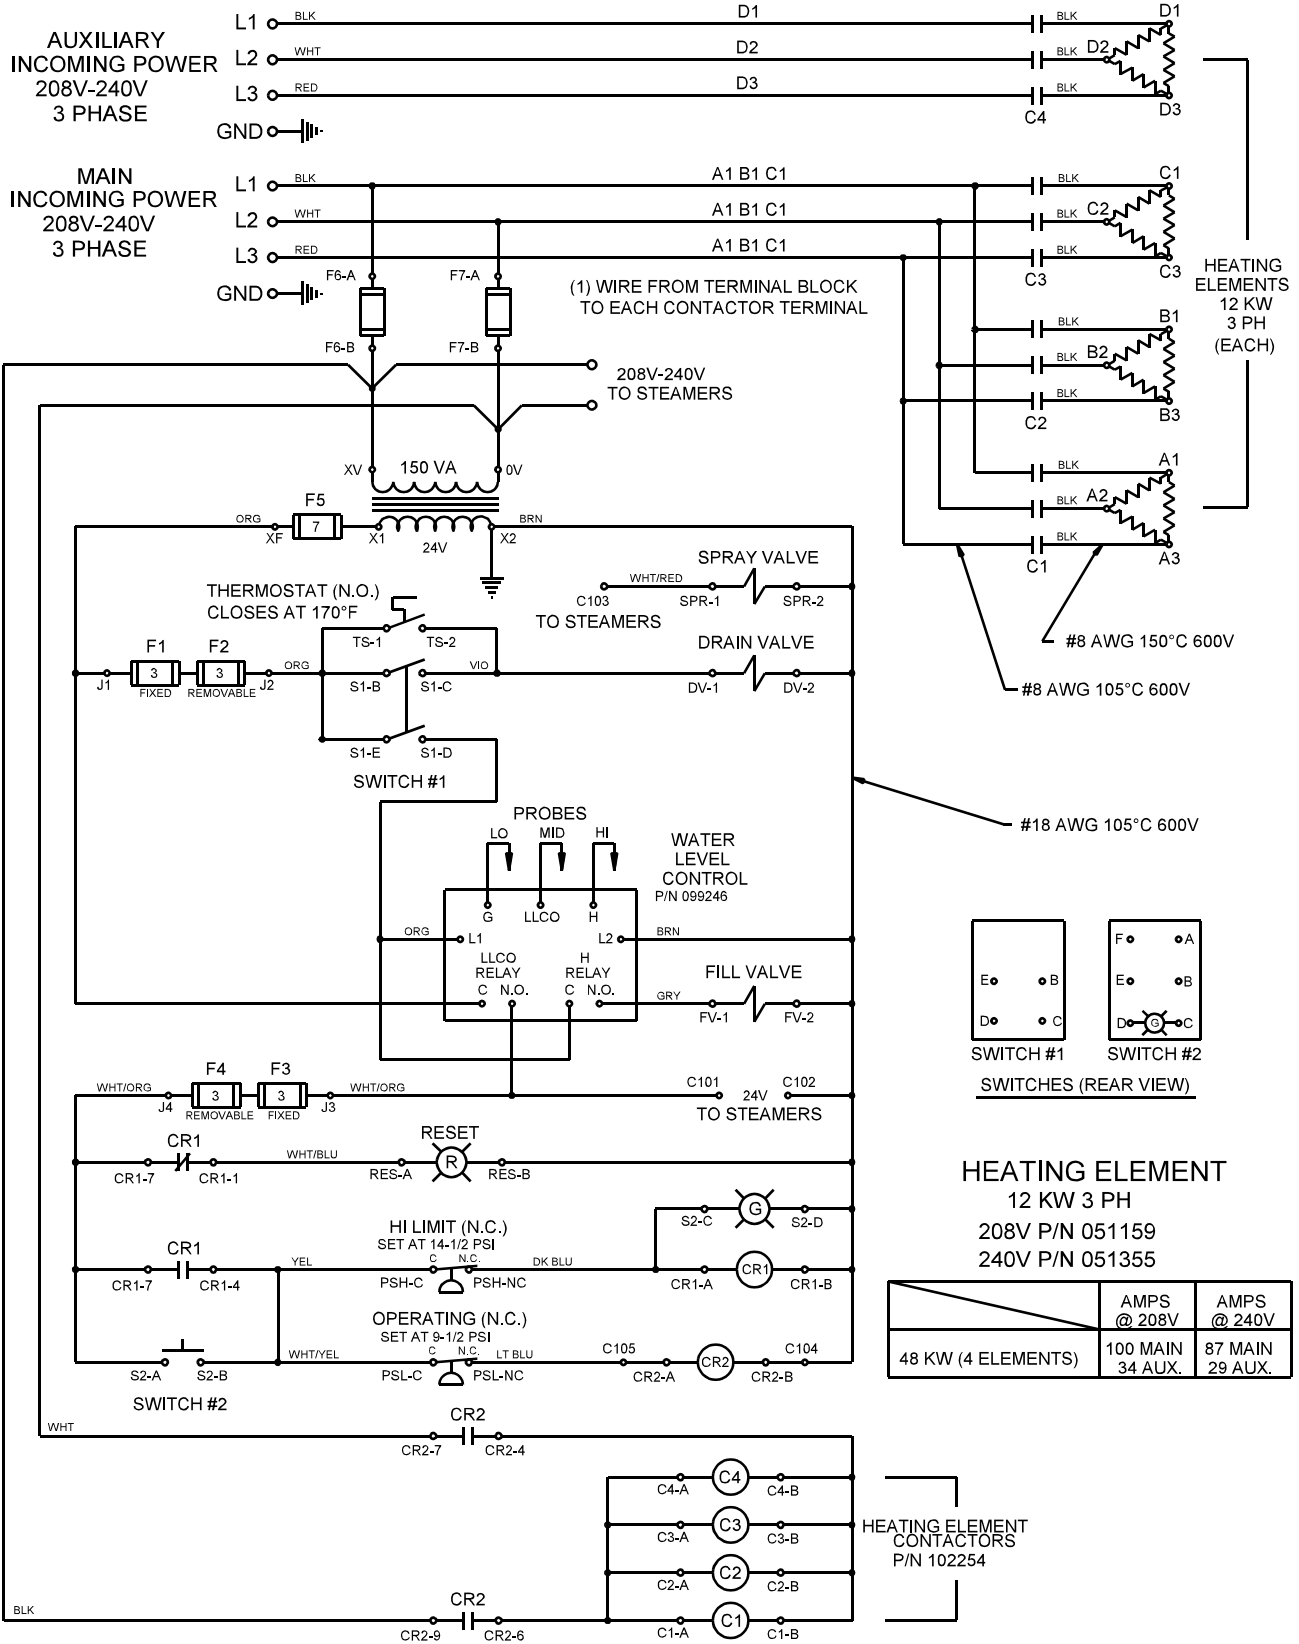 AUXILIARY
INCOMING POWER
208V-240V
3 PHASE
L1 BLK D1 BLK D1
L2 WHT D2 BLK D2
L3 RED D3 BLK D3
C4
GND
MAIN
INCOMING POWER
208V-240V
3 PHASE
L1 BLK A1 B1 C1 BLK C1
L2 WHT A1 B1 C1 BLK C2
L3 RED A1 B1 C1 BLK C3
C3
GND
F6-A F7-A
(1) WIRE FROM TERMINAL BLOCK
TO EACH CONTACTOR TERMINAL
F6-B F7-B
208V-240V
TO STEAMERS
HEATING
ELEMENTS
12 KW
3 PH
(EACH)
BLK B1
BLK B2
BLK B3
C2
BLK A1
BLK A2
BLK A3
C1
XV 150 VA 0V
F5
ORG 7 BRN
XF X1 24V X2
SPRAY VALVE
WHT/RED
C103 SPR-1 SPR-2
TO STEAMERS
THERMOSTAT (N.O.)
CLOSES AT 170°F
TS-1 TS-2
#8 AWG 150°C 600V
#8 AWG 105°C 600V
F1 F2
DRAIN VALVE
3 3 ORG VIO
J1 FIXED REMOVABLE J2 S1-B S1-C DV-1 DV-2
S1-E S1-D
SWITCH #1
#18 AWG 105°C 600V
PROBES
LO MID HI
WATER
LEVEL
CONTROL
P/N 099246
G LLCO H
ORG L1 L2 BRN
LLCO
RELAY
H
RELAY
C N.O. C N.O.
FILL VALVE
GRY
FV-1 FV-2
F A
E B E B
D C D G C
SWITCH #1 SWITCH #2
SWITCHES (REAR VIEW)
F4 F3
WHT/ORG 3 3 WHT/ORG C101 24V C102
J4 REMOVABLE FIXED J3
TO STEAMERS
CR1 RESET
WHT/BLU R
CR1-7 CR1-1 RES-A RES-B
G
S2-C S2-D
HI LIMIT (N.C.)
SET AT 14-1/2 PSI
CR1 YEL C N.C. DK BLU CR1
CR1-7 CR1-4 PSH-C PSH-NC CR1-A CR1-B
OPERATING (N.C.)
SET AT 9-1/2 PSI
WHT/YEL C N.C. LT BLU C105 CR2 C104
S2-A S2-B PSL-C PSL-NC CR2-A CR2-B
SWITCH #2
HEATING ELEMENT
12 KW 3 PH
208V P/N 051159
240V P/N 051355
AMPS
@ 208V
AMPS
@ 240V
48 KW (4 ELEMENTS)
100 MAIN
34 AUX.
87 MAIN
29 AUX.
WHT CR2
CR2-7 CR2-4
C4
C4-A C4-B
C3
C3-A C3-B
C2
C2-A C2-B
HEATING ELEMENT
CONTACTORS
P/N 102254
BLK CR2 C1
CR2-9 CR2-6 C1-A C1-B